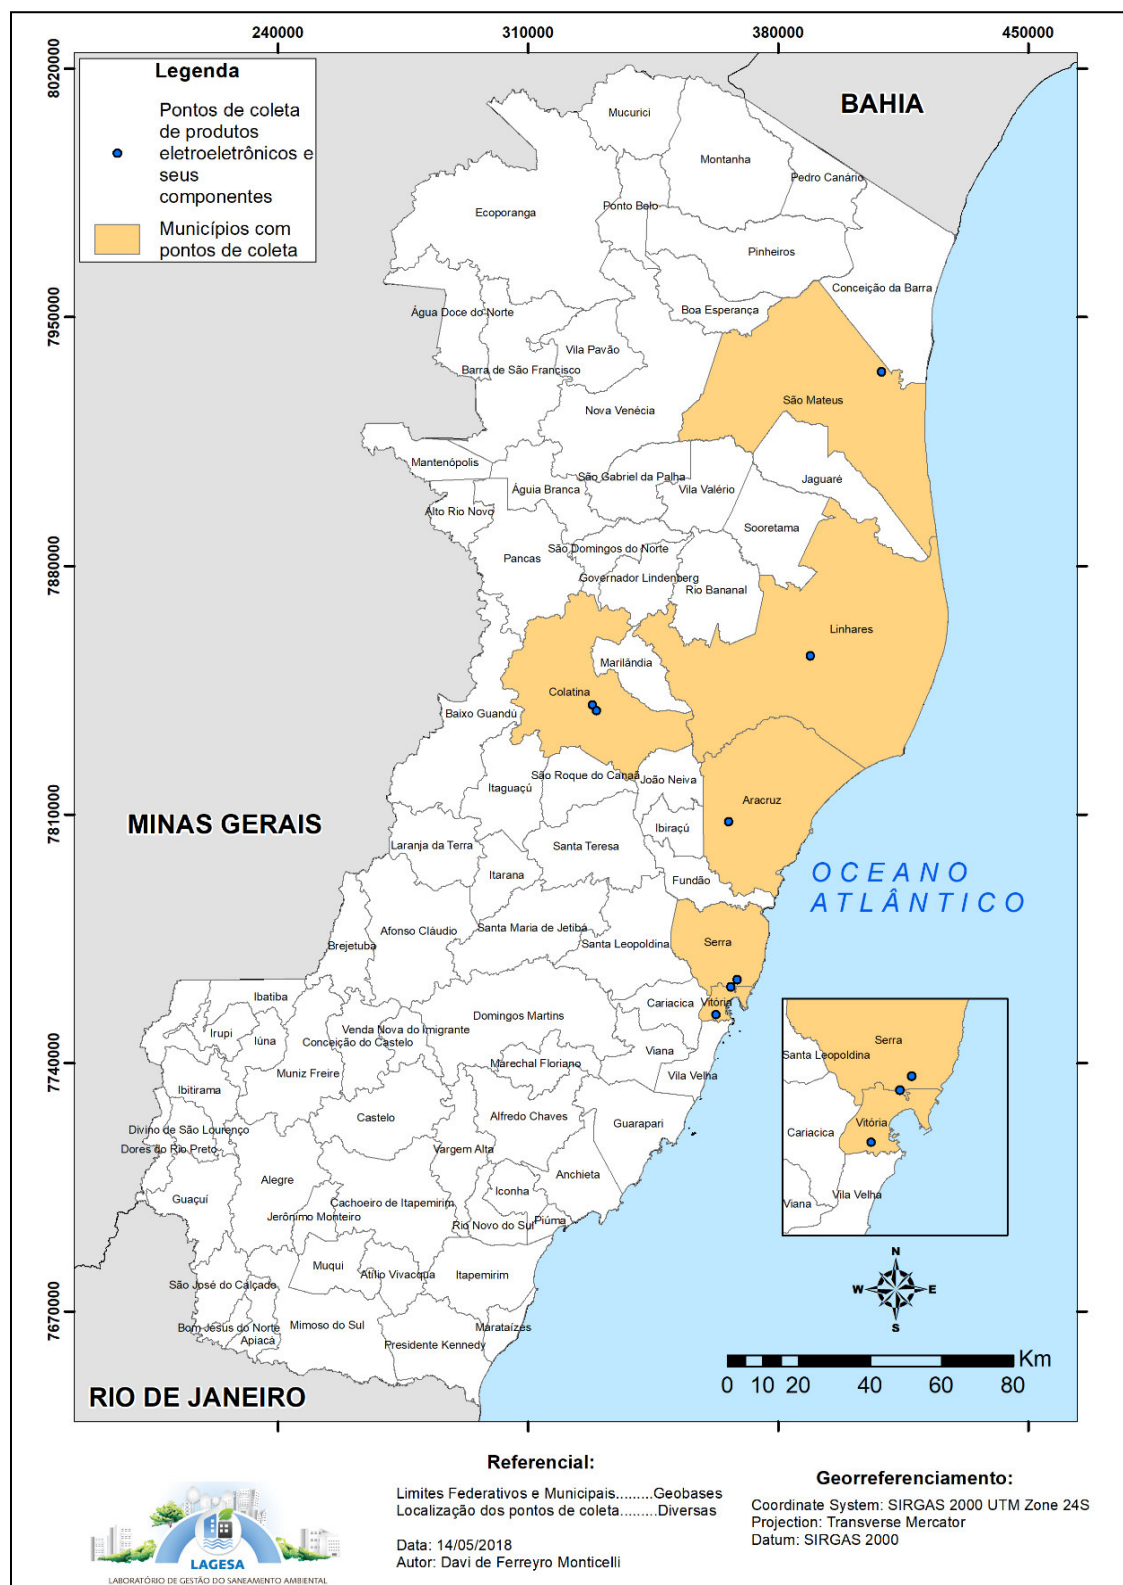 240000 310000 380000 450000
8020000
7950000
7880000
7810000
7740000
7670000
Legenda
Pontos de coleta
de produtos
eletroeletrônicos e
seus
componentes
Municípios com
pontos de coleta
BAHIA
Mucurici
Montanha
Pedro Canário
Ecoporanga
Ponto Belo
Pinheiros
Conceição da Barra
Boa Esperança
Água Doce do Norte
Vila Pavão
Barra de São Francisco
São Mateus
Nova Venécia
Mantenópolis
São Gabriel da Palha
Jaguaré
Águia Branca
Vila Valério
Alto Rio Novo
Sooretama
Pancas
São Domingos do Norte
Governador Lindenberg
Rio Bananal
Linhares
Marilândia
Colatina
Baixo Guandú
São Roque do Canaã
João Neiva
Itaguaçú
Aracruz
MINAS GERAIS
Ibiraçú
Laranja da Terra
Santa Teresa
Itarana
Fundão
OCEANO
ATLÂNTICO
Afonso Cláudio
Santa Maria de Jetibá
Brejetuba
Santa Leopoldina
Serra
Ibatiba
Cariacica
Vitória
Domingos Martins
Irupi
Iúna
Venda Nova do Imigrante
Conceição do Castelo
Viana
Marechal Floriano
Muniz Freire
Vila Velha
Ibitirama
Castelo
Alfredo Chaves
Guarapari
Divino de São Lourenço
Dores do Rio Preto
Vargem Alta
Anchieta
Alegre
Guaçuí
Iconha
Cachoeiro de Itapemirim
Jerônimo Monteiro
Rio Novo do Sul
Piúma
Muqui
Atílio Vivacqua
Itapemirim
São José do Calçado
Bom Jesus do Norte
Apiacá
Mimoso do Sul
Marataízes
Presidente Kennedy
RIO DE JANEIRO
Serra
Santa Leopoldina
Vitória
Cariacica
Vila Velha
Viana
N
W E
S
Km
0 10 20 40 60 80
Referencial:
Limites Federativos e Municipais.........Geobases
Localização dos pontos de coleta.........Diversas
Data: 14/05/2018
Autor: Davi de Ferreyro Monticelli
Georreferenciamento:
Coordinate System: SIRGAS 2000 UTM Zone 24S
Projection: Transverse Mercator
Datum: SIRGAS 2000
LAGESA
LABORATÓRIO DE GESTÃO DO SANEAMENTO AMBIENTAL